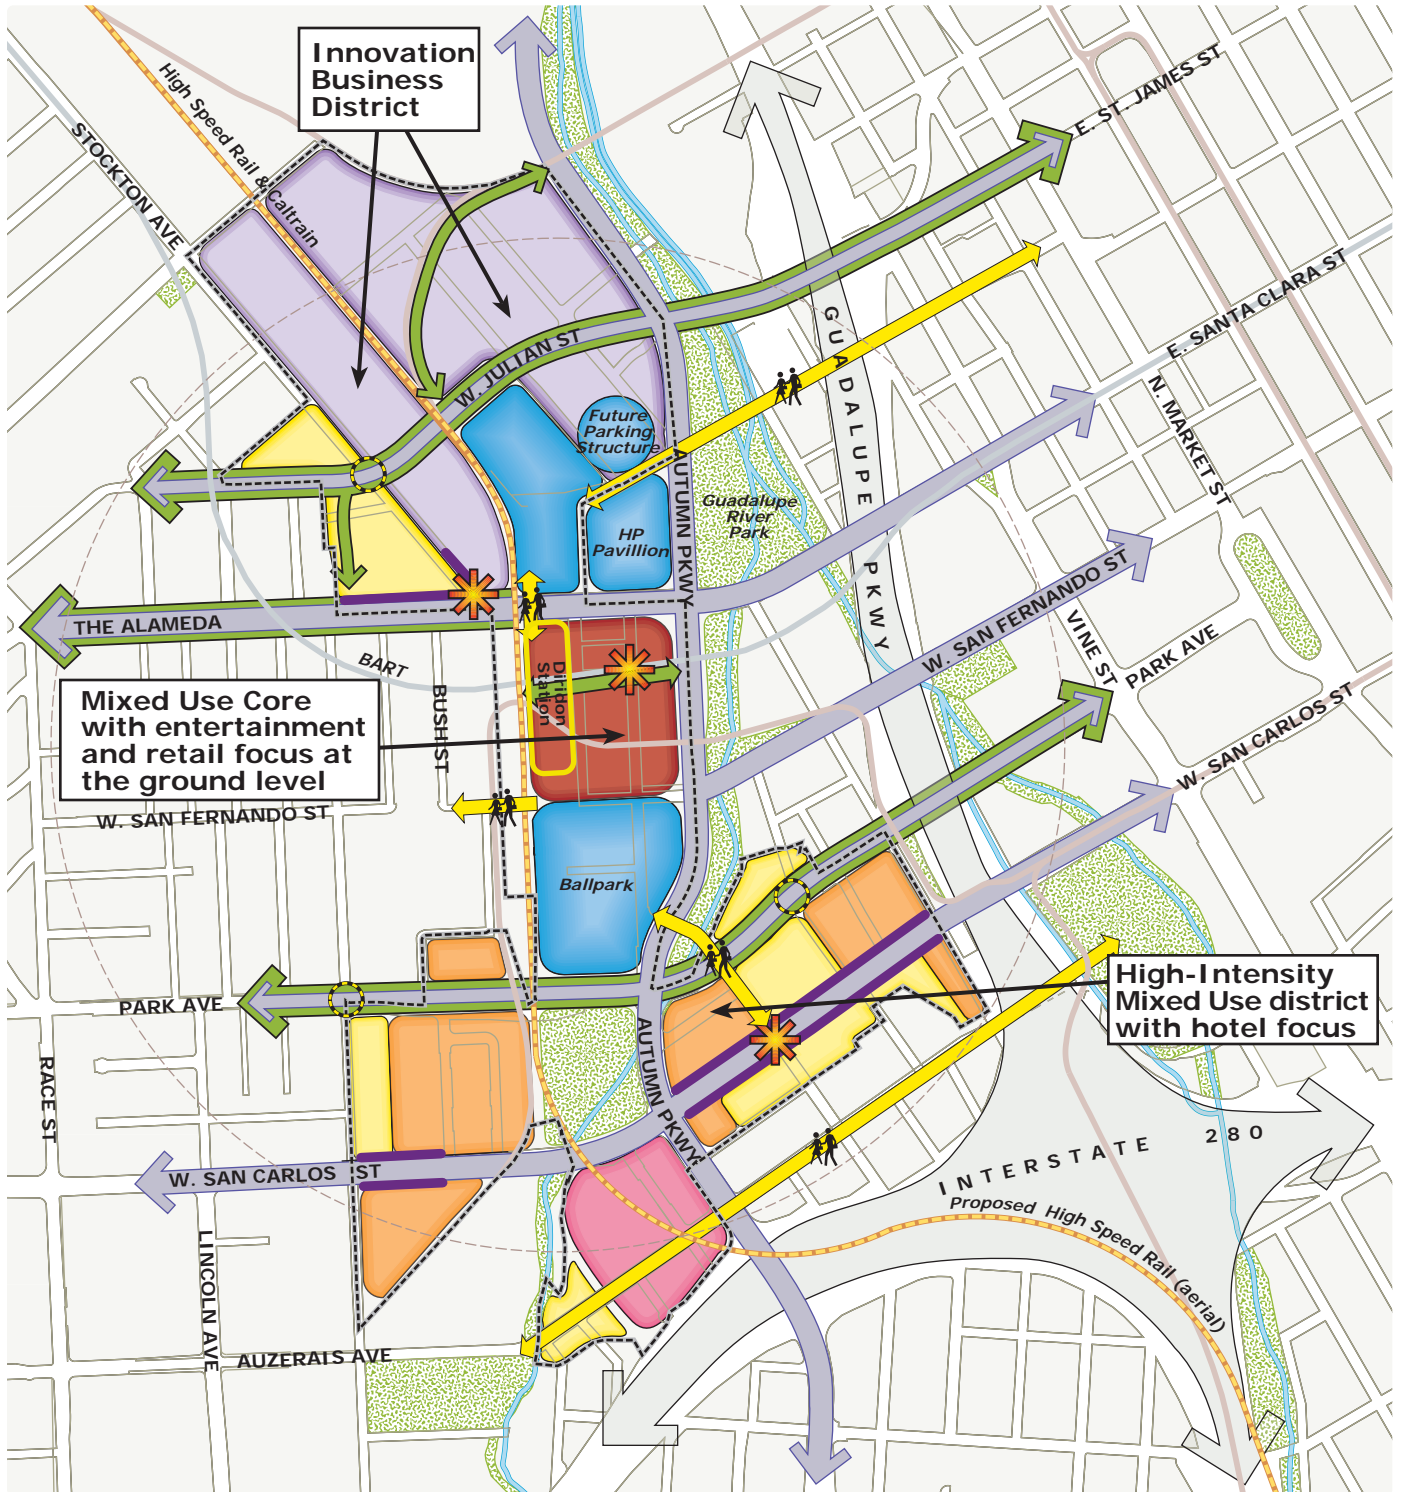 Innovation
Business
District
High Speed Rail & Caltrain
STOCKTON AVE
E. ST. JAMES ST
E. SANTA CLARA ST
N. MARKET ST
GUADALUPE PKWY
W. JULIAN ST
Future
Parking
Structure
AUTUMN PKWY
Guadalupe
River
Park
HP
Pavillion
THE ALAMEDA
BART
BUSH ST
Diridon
Station
W. SAN FERNANDO ST
VINE ST
PARK AVE
W. SAN CARLOS ST
Mixed Use Core
with entertainment
and retail focus at
the ground level
W. SAN FERNANDO ST
Ballpark
High-Intensity
Mixed Use district
with hotel focus
PARK AVE
RACE ST
AUTUMN PKWY
W. SAN CARLOS ST
INTERSTATE 280
Proposed High Speed Rail (aerial)
LINCOLN AVE
AUZERAIS AVE